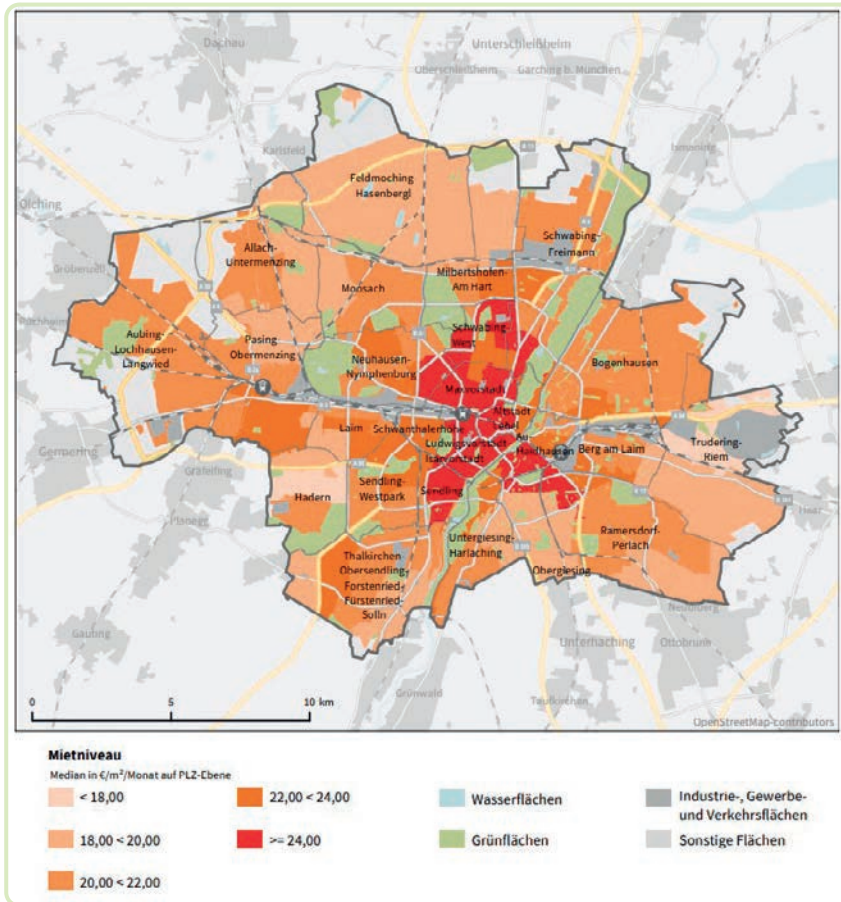 Dachau
Unterschleißheim
Oberschleißheim
Garching b. München
Karlsfeld
Ismaning
Feldmoching
Hasenbergl
Olching
Schwabing-
Freimann
Allach-
Untermenzing
Gröbenzell
Milbertshofen-
Am Hart
Moosach
Puchheim
Schwabing-
West
Aubing-
Lochhausen-
Langwied
Pasing
Obermenzing
Neuhausen-
Nymphenburg
Bogenhausen
Maxvorstadt
Altstadt
Lehel
Laim
Schwanthalerhöhe
Au
Haidhausen
Berg am Laim
Trudering-
Riem
Ludwigsvorstadt
Isarvorstadt
Germering
Gräfelfing
Sendling-
Westpark
Hadern
Sendling
Haar
Planegg
Ramersdorf-
Perlach
Untergiesing-
Harlaching
Thalkirchen
Obersendling-
Forstenried-
Fürstenried-
Solln
Obergiesing
Neubiberg
Gauting
Unterhaching
Ottobrunn
Grünwald
Taufkirchen
0 5 10 km
OpenStreetMap-contributors
Mietniveau
Median in €/m²/Monat auf PLZ-Ebene
< 18,00
18,00 < 20,00
20,00 < 22,00
22,00 < 24,00
>= 24,00
Wasserflächen
Grünflächen
Industrie-, Gewerbe-
und Verkehrsflächen
Sonstige Flächen